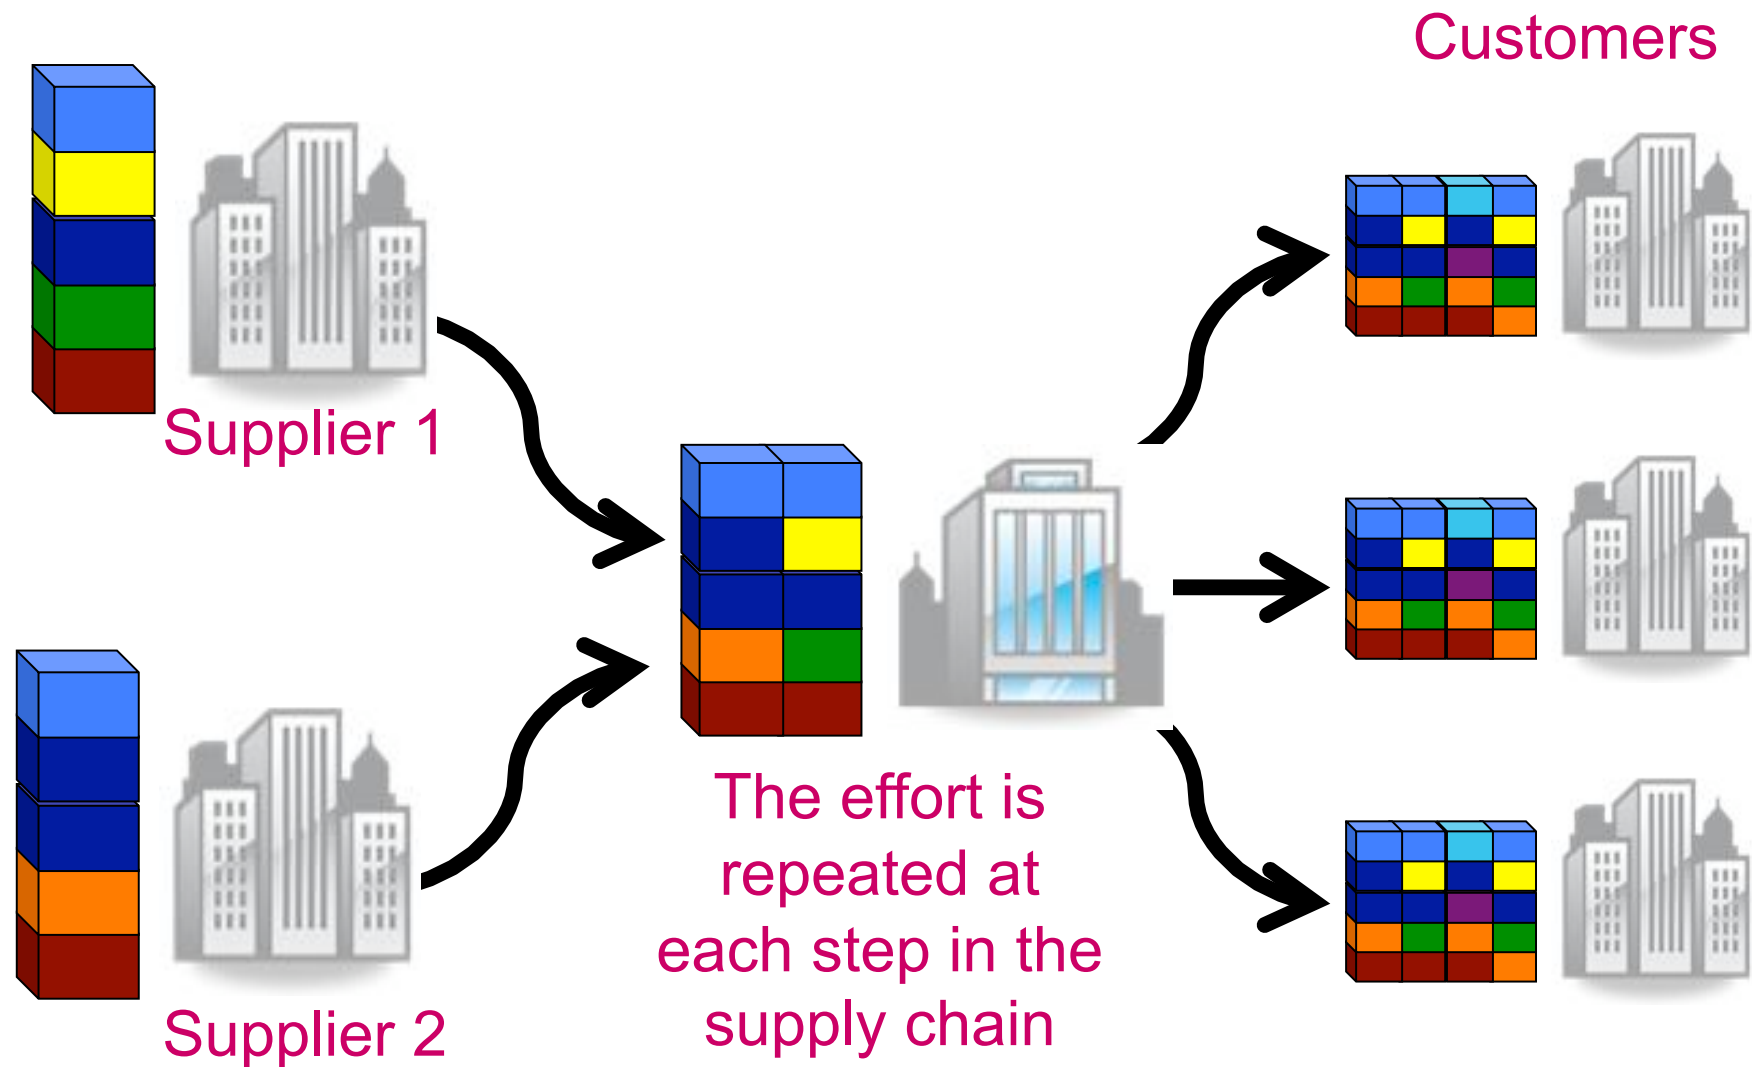 Customers
Supplier 1
The effort is
repeated at
each step in the
supply chain
Supplier 2